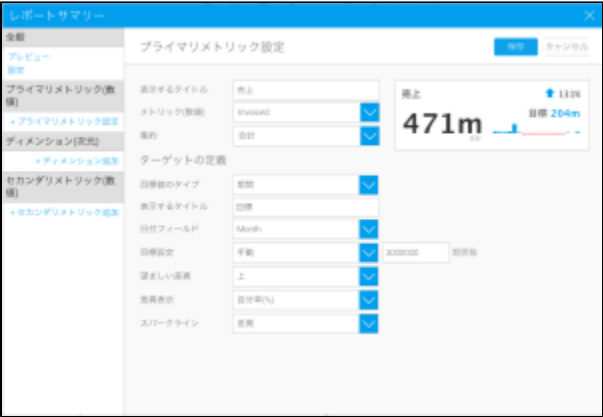 レポートサマリー
全般
プレビュー
設定
プライマリメトリック(数値)
+プライマリメトリック設定
ディメンション(次元)
+ディメンション追加
セカンダリメトリック(数値)
+セカンダリメトリック追加
プライマリメトリック設定
保存
キャンセル
表示するタイトル
売上
メトリック(数値)
Invoiced
集約
合計
ターゲットの定義
目標値のタイプ
期間
表示するタイトル
目標
日付フィールド
Month
目標設定
手動
3000000
期間毎
望ましい差異
上
差異表示
百分率(%)
スパークライン
差異
売上
131%
471m
目標 204m